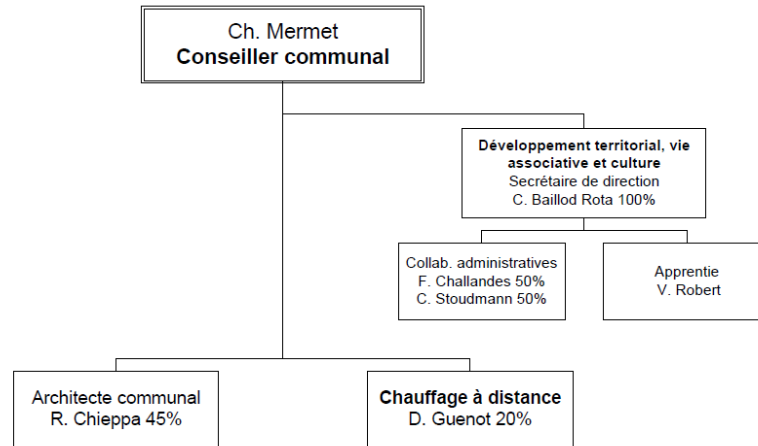 Ch. Mermet
Conseiller communal
Développement territorial, vie
associative et culture
Secrétaire de direction
C. Baillod Rota 100%
Collab. administratives
F. Challandes 50%
C. Stoudmann 50%
Apprentie
V. Robert
Architecte communal
R. Chieppa 45%
Chauffage à distance
D. Guenot 20%